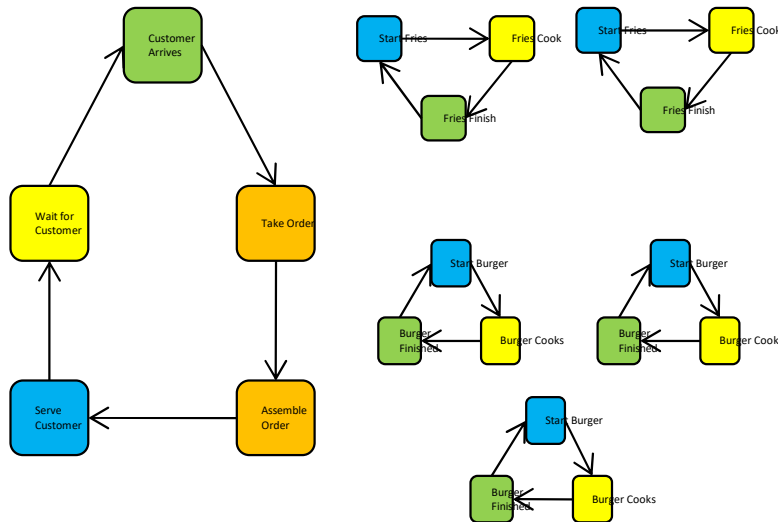 Customer
Arrives
Take Order
Assemble
Order
Serve
Customer
Wait for
Customer
Start Fries
Fries Cook
Fries Finish
Start Fries
Fries Cook
Fries Finish
Start Burger
Burger Cooks
Burger
Finished
Start Burger
Burger Cook
Burger
Finished
Start Burger
Burger Cooks
Burger
Finished